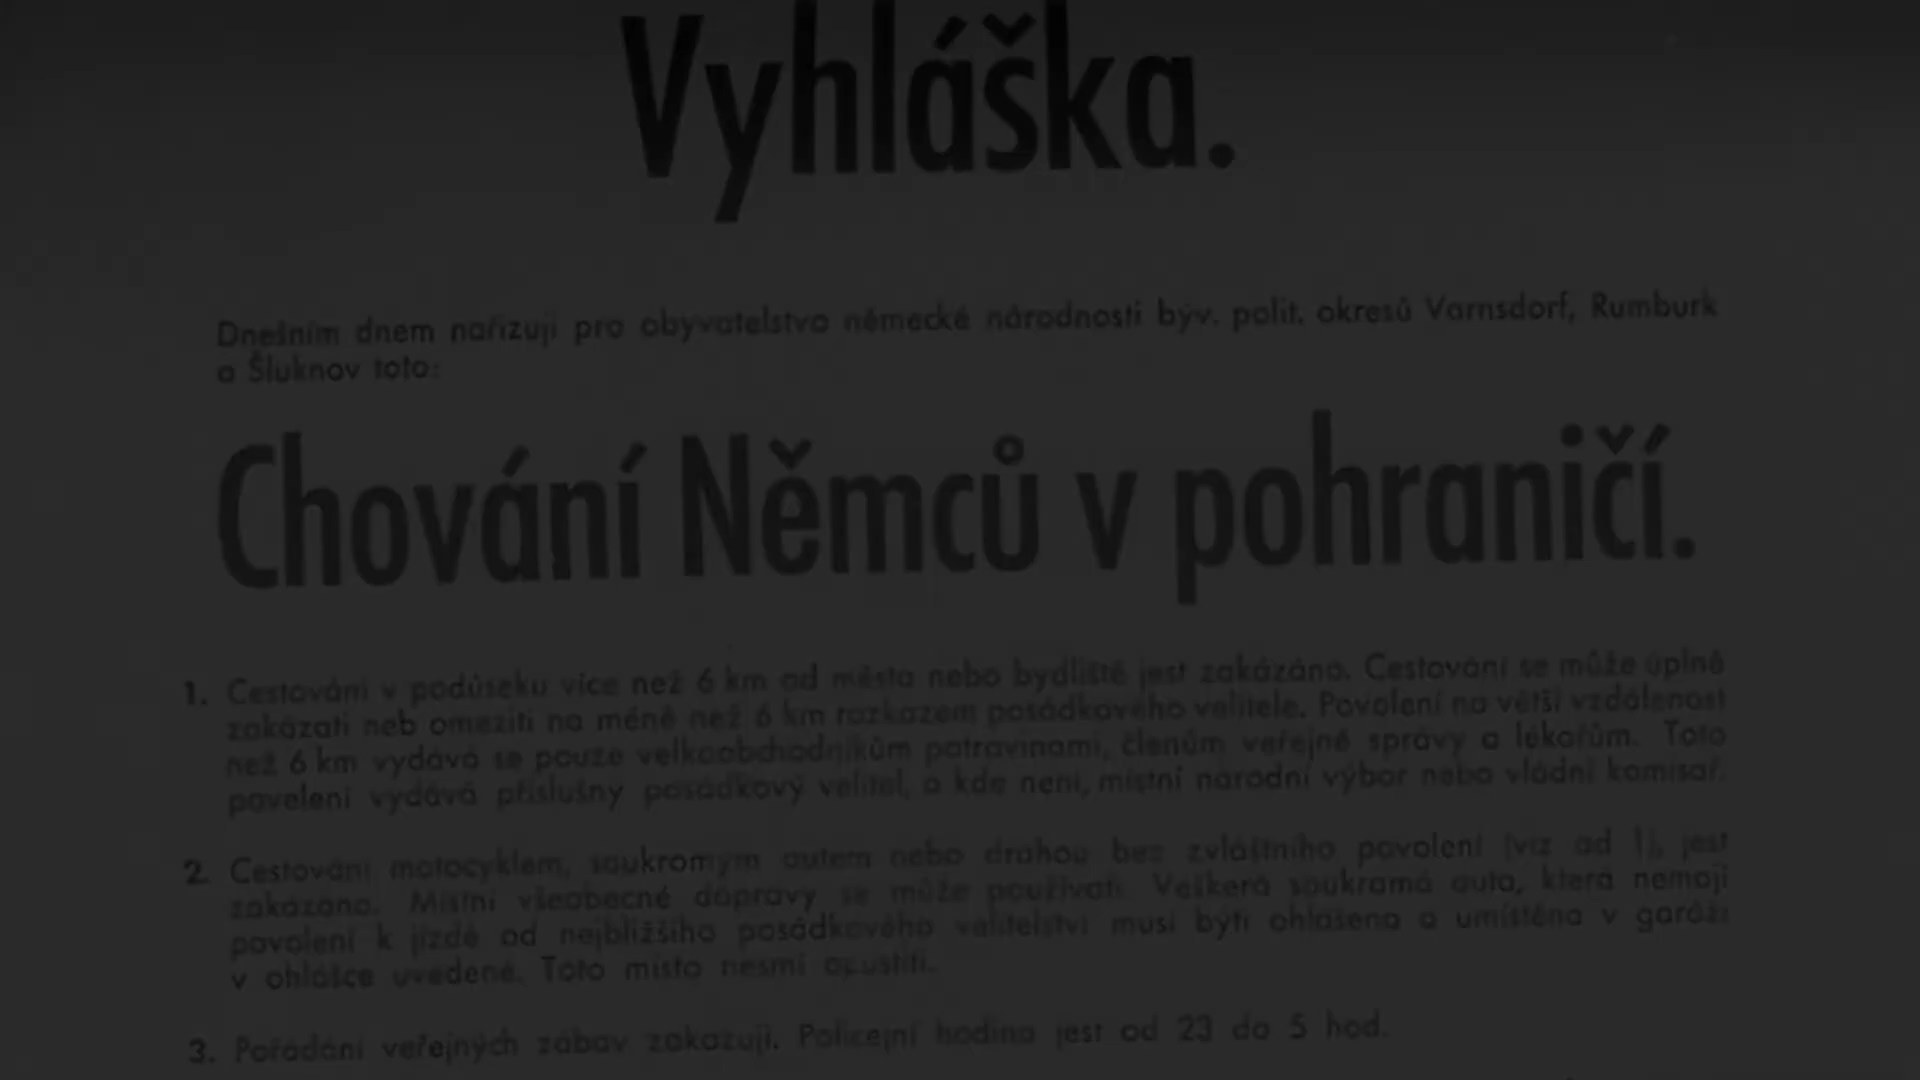 Vyhláška.
Dnešním dnem nařizuji pro obyvatelstvo německé národnosti býv. polit. okresů Varnsdorf, Rumburk
a Šluknov toto:
Chování Němců v pohraničí.
1. Cestování v podúseku více než 6 km od města nebo bydliště jest zakázáno. Cestování se může úplně
zakázati neb omeziti na méně než 6 km rozkazem posádkového velitele. Povolení na větší vzdálenost
než 6 km vydává se pouze velkoobchodníkům potravinami, členům veřejné správy a lékařům. Toto
povolení vydává příslušný posádkový velitel, a kde není, místní národní výbor nebo vládní komisař.
2. Cestování motocyklem, soukromým autem nebo drahou bez zvláštního povolení (viz ad 1), jest
zakázáno. Místní všeobecné dopravy se může používati. Veškerá soukromá auta, která nemají
povolení k jízdě od nejbližšího posádkového velitelství musí býti ohlášena a umístěna v garáži
v ohlášce uvedené. Toto místo nesmí opustiti.
3. Pořádání veřejných zábav zakazuji. Policejní hodina jest od 23 do 5 hod.